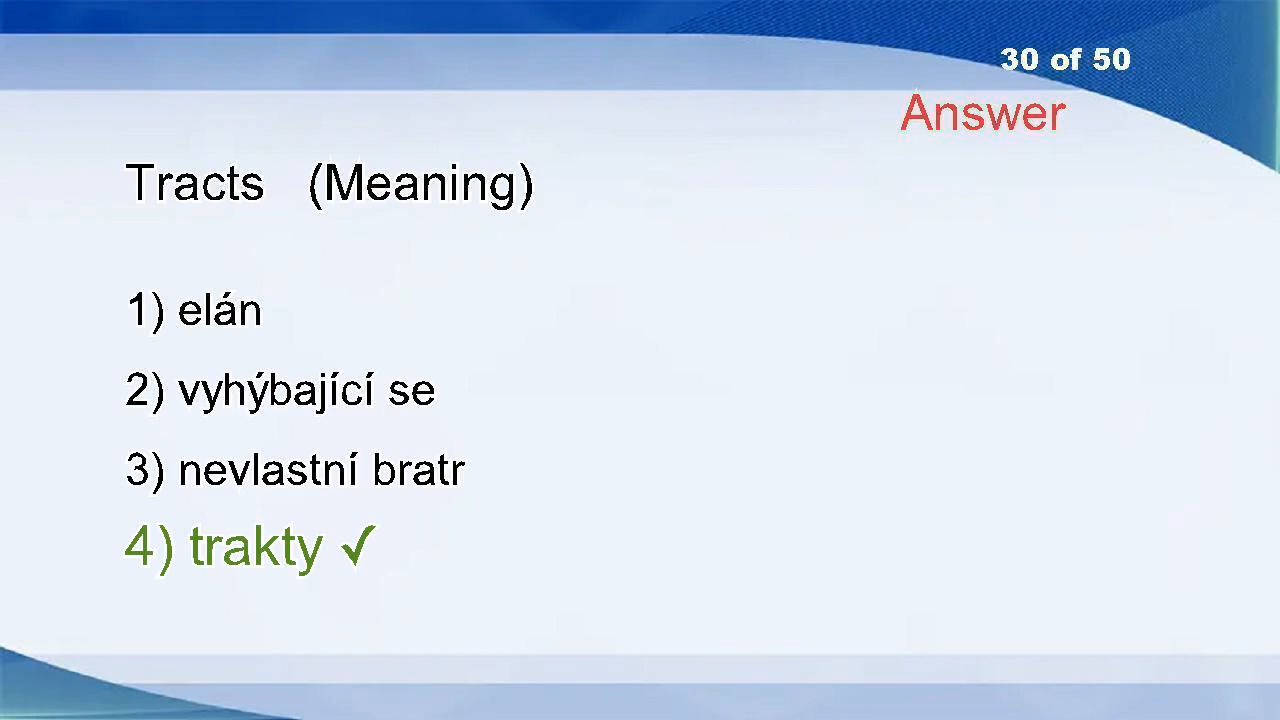 30 of 50
Answer
Tracts (Meaning)
1) elán
2) vyhýbající se
3) nevlastní bratr
4) trakty ✓